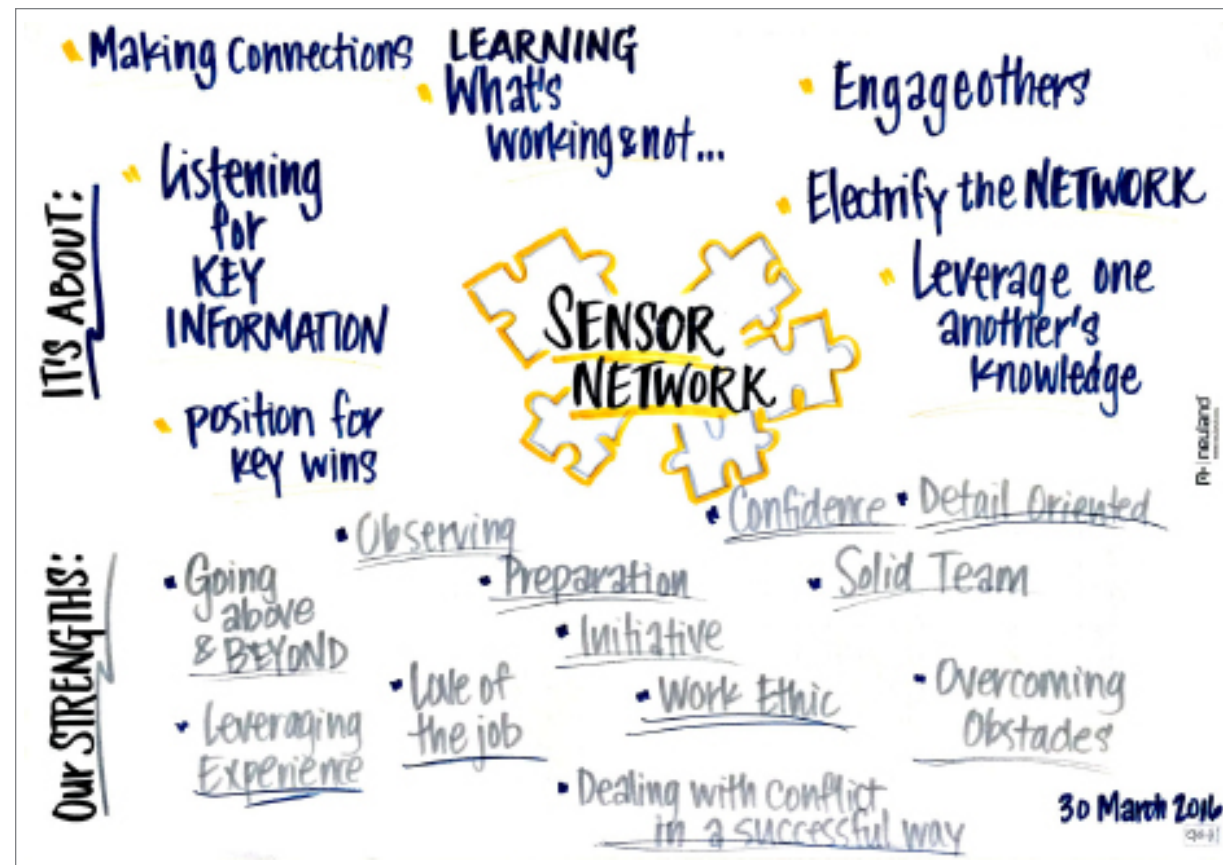 IT'S ABOUT:
Making Connections
LEARNING
What's
working & not...
Engage others
Listening
for
KEY
INFORMATION
Electrify the NETWORK
Leverage one
another's
knowledge
position for
key wins
SENSOR
NETWORK
neuland
Our STRENGTHS:
Observing
Confidence
Detail Oriented
Going
above
& BEYOND
Preparation
Solid Team
Initiative
Leveraging
Experience
Love of
the job
Work Ethic
Overcoming
Obstacles
Dealing with conflict
in a successful way
30 March 2016